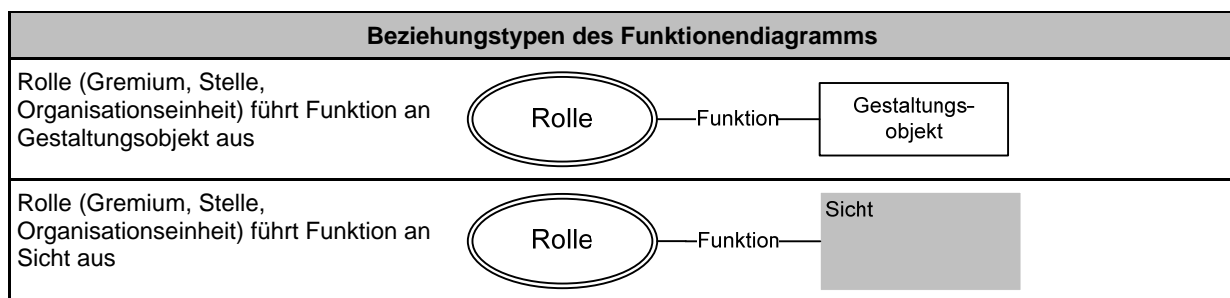 Beziehungstypen des Funktionendiagramms
Rolle (Gremium, Stelle,
Organisationseinheit) führt Funktion an
Gestaltungsobjekt aus
Rolle
Funktion
Gestaltungs-
objekt
Rolle (Gremium, Stelle,
Organisationseinheit) führt Funktion an
Sicht aus
Rolle
Funktion
Sicht